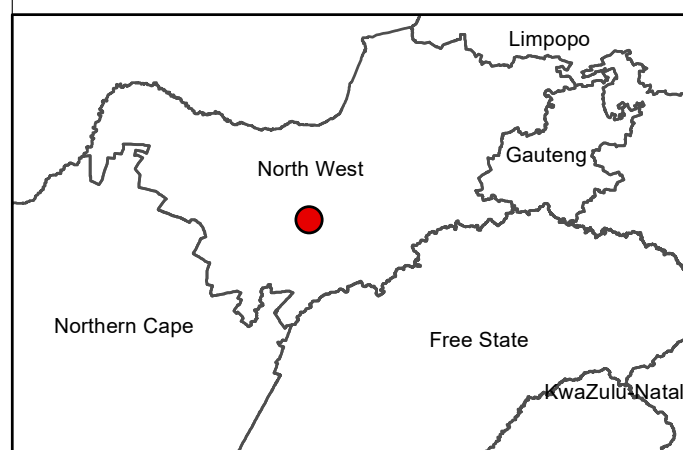 Limpopo
Gauteng
North West
Northern Cape
Free State
KwaZulu-Natal